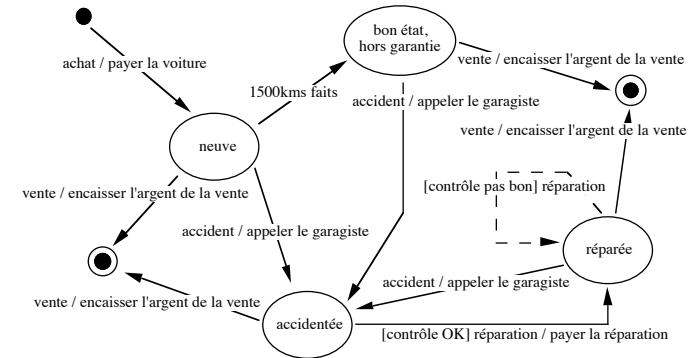 bon état,
hors garantie
achat / payer la voiture
vente / encaisser l'argent de la vente
1500kms faits
accident / appeler le garagiste
vente / encaisser l'argent de la vente
neuve
[contrôle pas bon] réparation
vente / encaisser l'argent de la vente
accident / appeler le garagiste
réparée
accident / appeler le garagiste
vente / encaisser l'argent de la vente
accidentée
[contrôle OK] réparation / payer la réparation